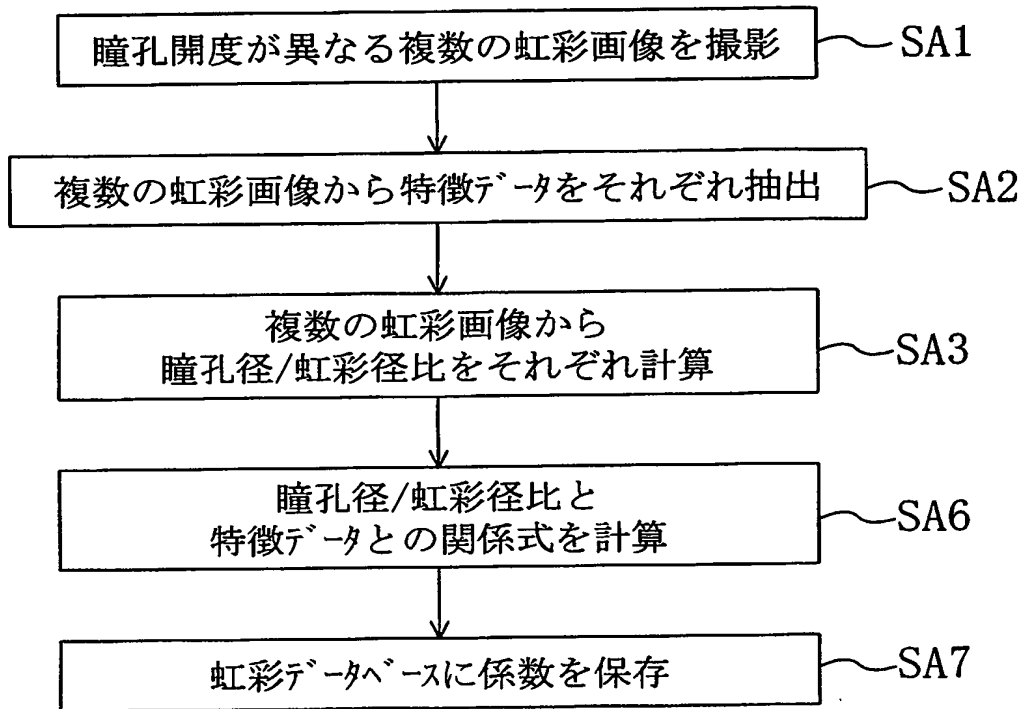 瞳孔開度が異なる複数の虹彩画像を撮影
SA1
複数の虹彩画像から特徴ﾃﾞｰﾀをそれぞれ抽出
SA2
複数の虹彩画像から
瞳孔径/虹彩径比をそれぞれ計算
SA3
瞳孔径/虹彩径比と
特徴ﾃﾞｰﾀとの関係式を計算
SA6
虹彩ﾃﾞｰﾀﾍﾞｰｽに係数を保存
SA7